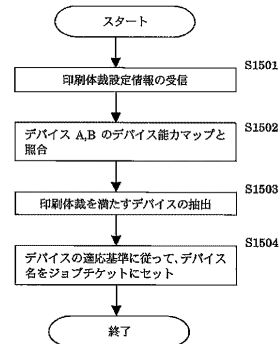 スタート
S1501
印刷体裁設定情報の受信
S1502
デバイス A,B のデバイス能力マップと
照合
S1503
印刷体裁を満たすデバイスの抽出
S1504
デバイスの適応基準に従って、デバイス
名をジョブチケットにセット
終了